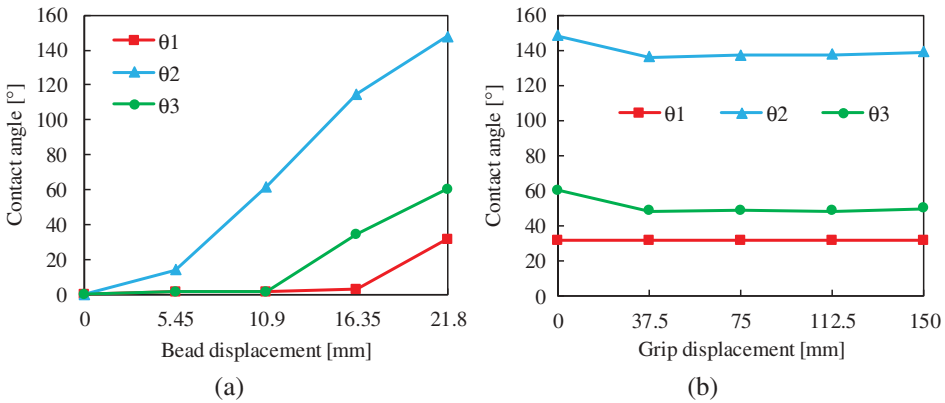 160
140
120
100
80
60
40
20
0
Contact angle [°]
θ1
θ2
θ3
0 5.45 10.9 16.35 21.8
Bead displacement [mm]
(a)
160
140
120
100
80
60
40
20
0
Contact angle [°]
θ1 θ2 θ3
0 37.5 75 112.5 150
Grip displacement [mm]
(b)